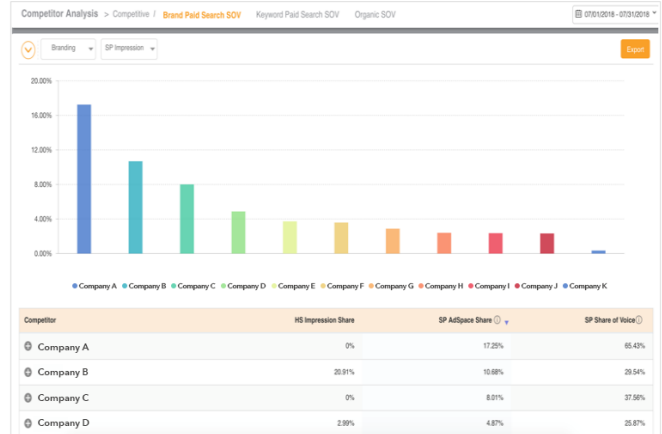 Competitor Analysis > Competitive / Brand Paid Search SOV Keyword Paid Search SOV Organic SOV 07/01/2018 - 07/31/2018
Branding SP Impression Export
20.00%
16.00%
12.00%
8.00%
4.00%
0.00%
Company A Company B Company C Company D Company E Company F Company G Company H Company I Company J Company K
Competitor HS Impression Share SP AdSpace Share SP Share of Voice
Company A 0% 17.25% 65.43%
Company B 20.91% 10.68% 29.54%
Company C 0% 8.01% 37.56%
Company D 2.99% 4.87% 25.87%